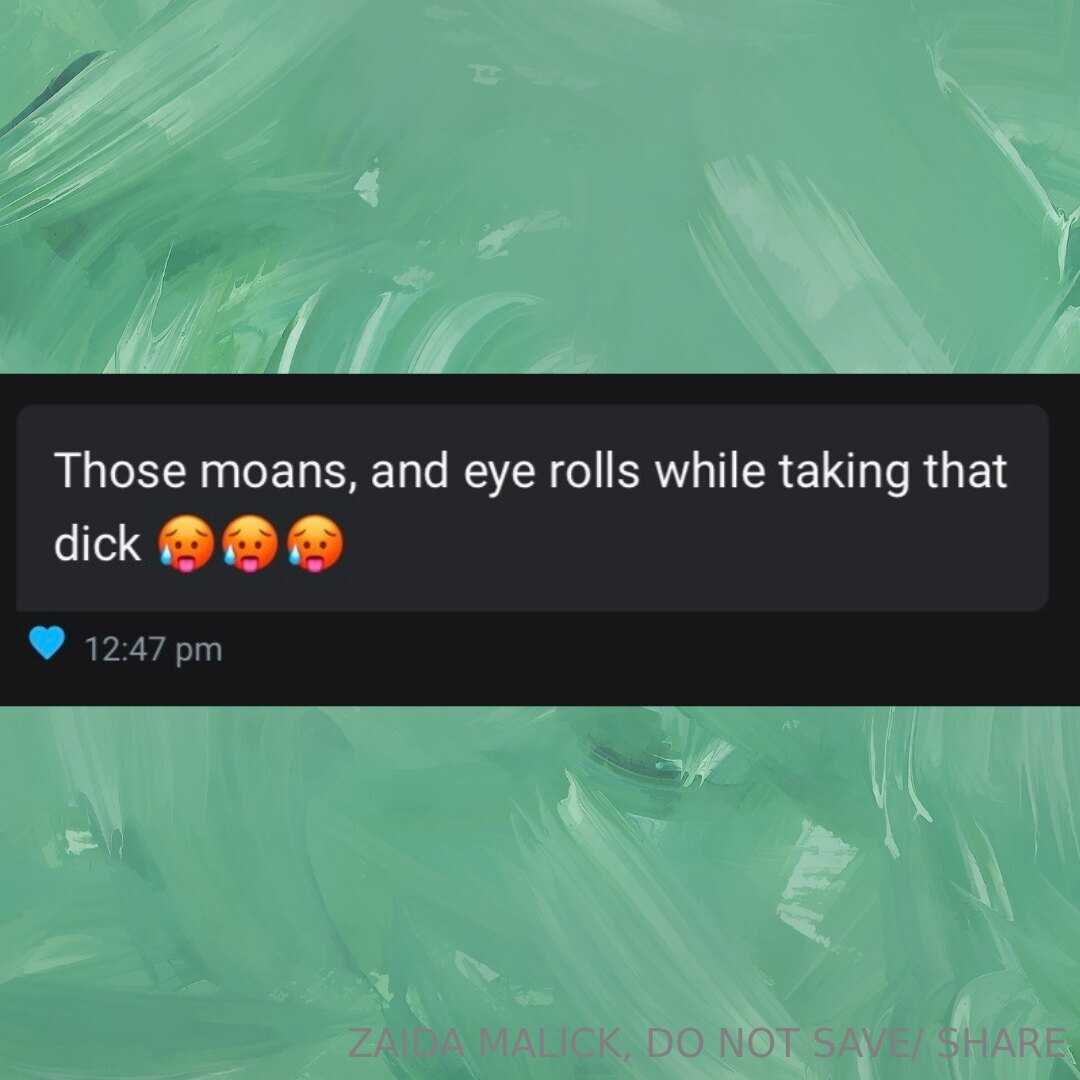 Those moans, and eye rolls while taking that
dick 🥵🥵🥵
💙 12:47 pm
ZAIDA MALICK, DO NOT SAVE/ SHARE